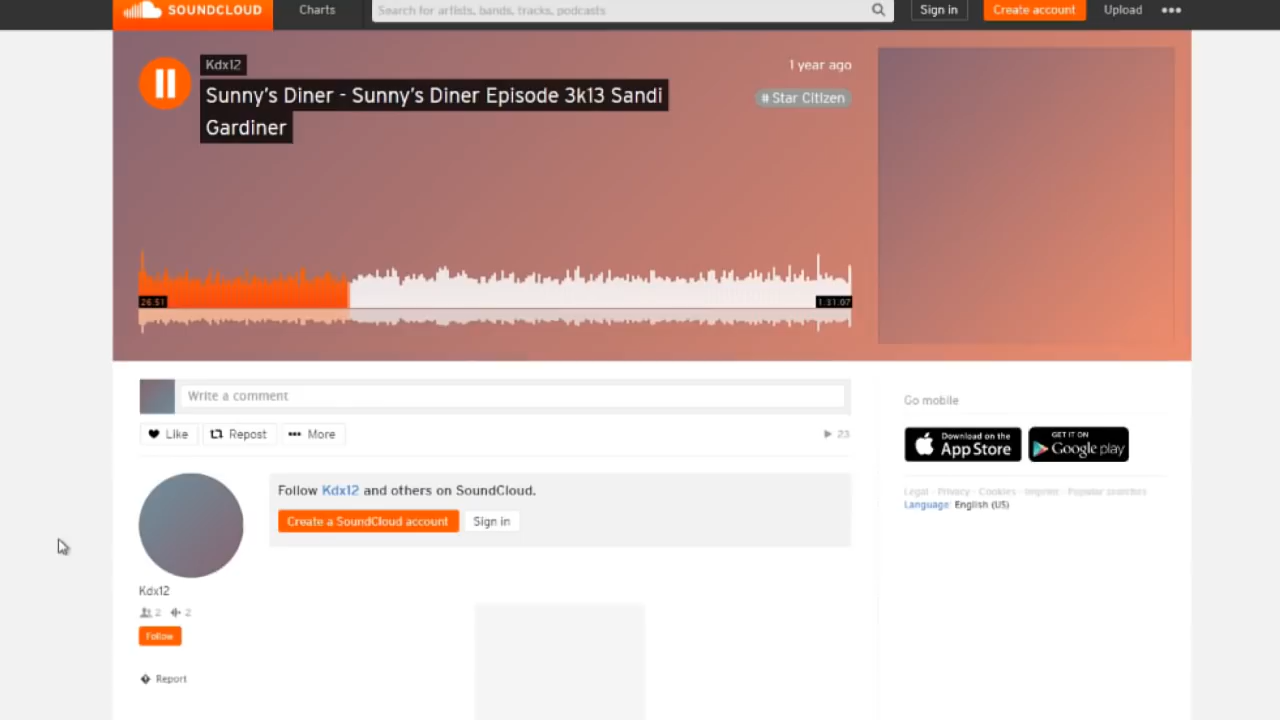 SOUNDCLOUD
Charts
Search for artists, bands, tracks, podcasts
Sign in
Create account
Upload
Kdx12
1 year ago
Sunny's Diner - Sunny's Diner Episode 3k13 Sandi
Gardiner
# Star Citizen
26:51
1:31:07
Write a comment
Like
Repost
More
23
Go mobile
Download on the
App Store
GET IT ON
Google play
Legal - Privacy - Cookies - Imprint - Popular searches
Language: English (US)
Follow Kdx12 and others on SoundCloud.
Create a SoundCloud account
Sign in
Kdx12
2
2
Follow
Report